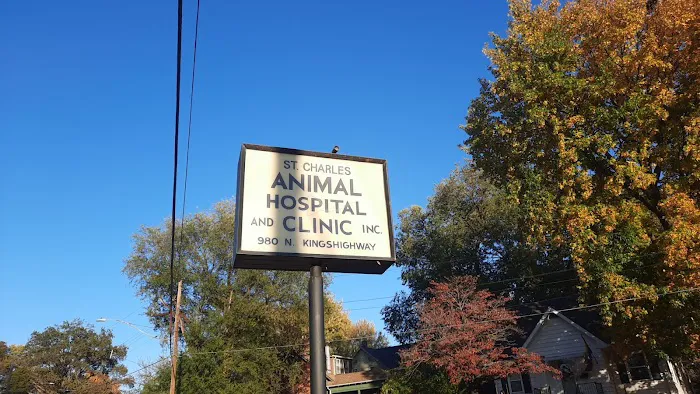 ST. CHARLES
ANIMAL
HOSPITAL
AND CLINIC INC.
980 N. KINGSHIGHWAY